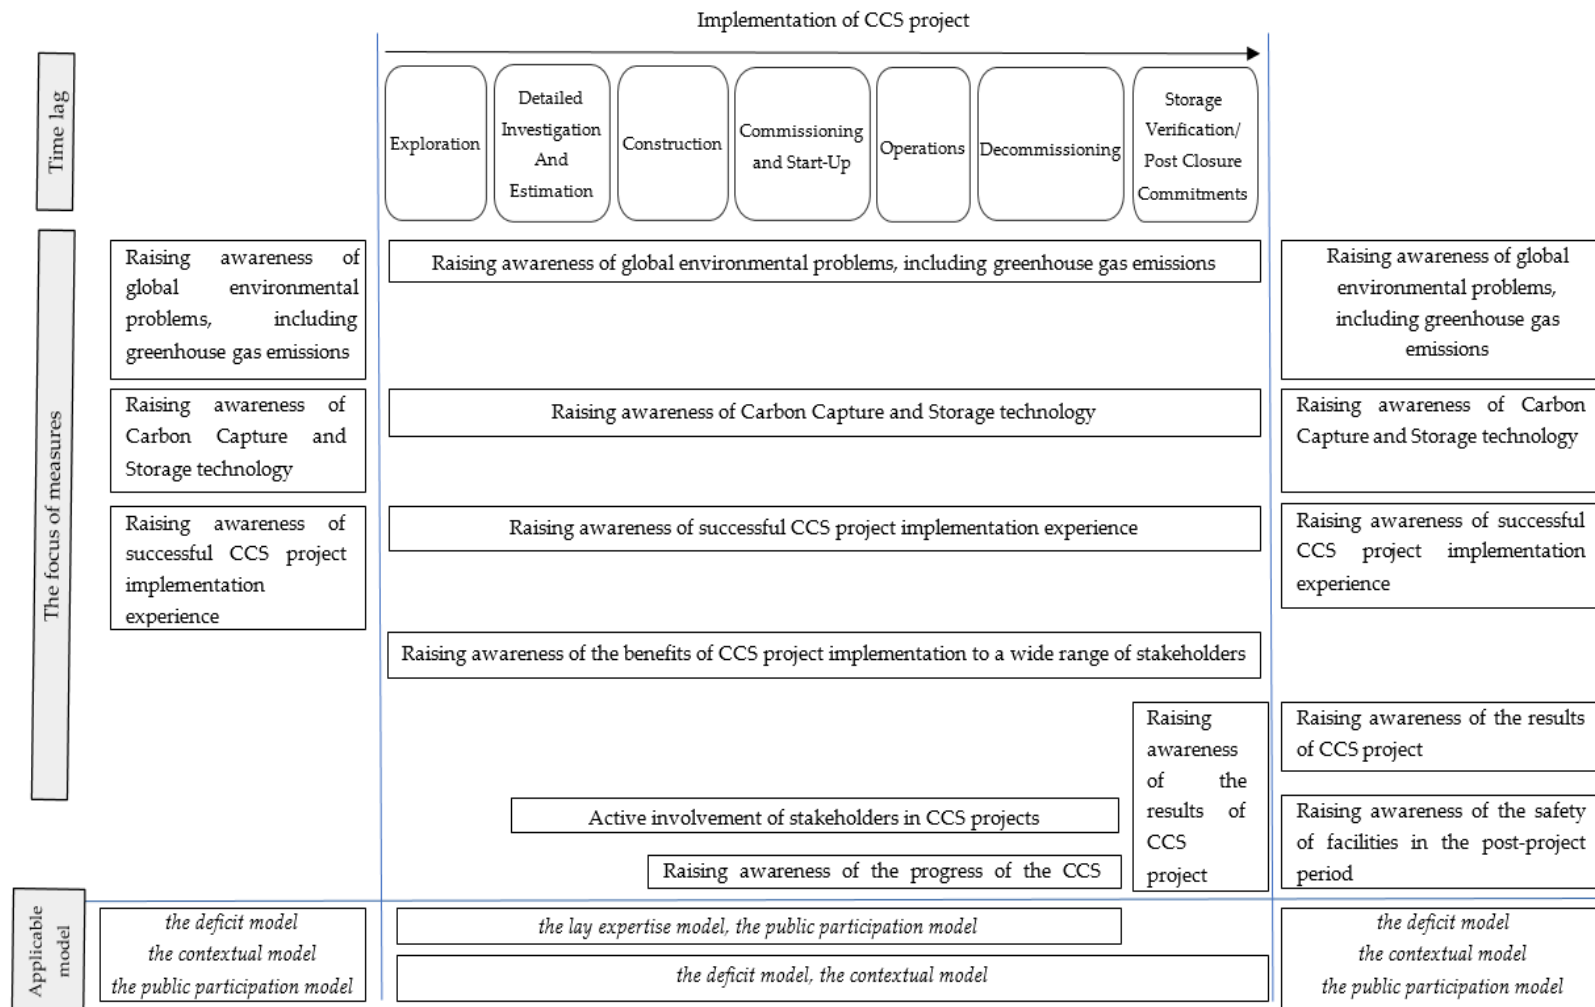 Implementation of CCS project
Time lag
Exploration
Detailed
Investigation
And
Estimation
Construction
Commissioning
and Start-Up
Operations
Decommissioning
Storage
Verification/
Post Closure
Commitments
The focus of measures
Raising awareness of
global environmental
problems, including
greenhouse gas emissions
Raising awareness of global environmental problems, including greenhouse gas emissions
Raising awareness of global
environmental problems,
including greenhouse gas
emissions
Raising awareness of
Carbon Capture and
Storage technology
Raising awareness of Carbon Capture and Storage technology
Raising awareness of Carbon
Capture and Storage technology
Raising awareness of
successful CCS project
implementation
experience
Raising awareness of successful CCS project implementation experience
Raising awareness of successful
CCS project implementation
experience
Raising awareness of the benefits of CCS project implementation to a wide range of stakeholders
Raising
awareness
of the
results of
CCS
project
Raising awareness of the results
of CCS project
Active involvement of stakeholders in CCS projects
Raising awareness of the safety
of facilities in the post-project
period
Raising awareness of the progress of the CCS
Applicable
model
the deficit model
the contextual model
the public participation model
the lay expertise model, the public participation model
the deficit model, the contextual model
the deficit model
the contextual model
the public participation model